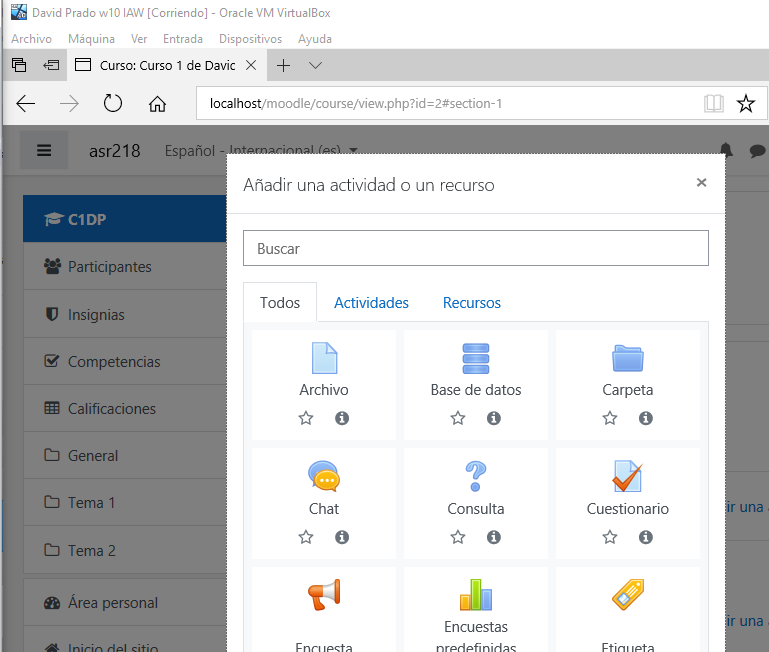 David Prado w10 IAW [Corriendo] - Oracle VM VirtualBox
Archivo Máquina Ver Entrada Dispositivos Ayuda
Curso: Curso 1 de Davic
localhost/moodle/course/view.php?id=2#section-1
asr218 Español - Internacional (es)
Añadir una actividad o un recurso
Buscar
Todos Actividades Recursos
C1DP
Participantes
Insignias
Competencias
Calificaciones
General
Tema 1
Tema 2
Área personal
Inicio del sitio
Archivo Base de datos Carpeta
Chat Consulta Cuestionario
Encuesta Encuestas predefinidas Etiqueta
ir una
ir una